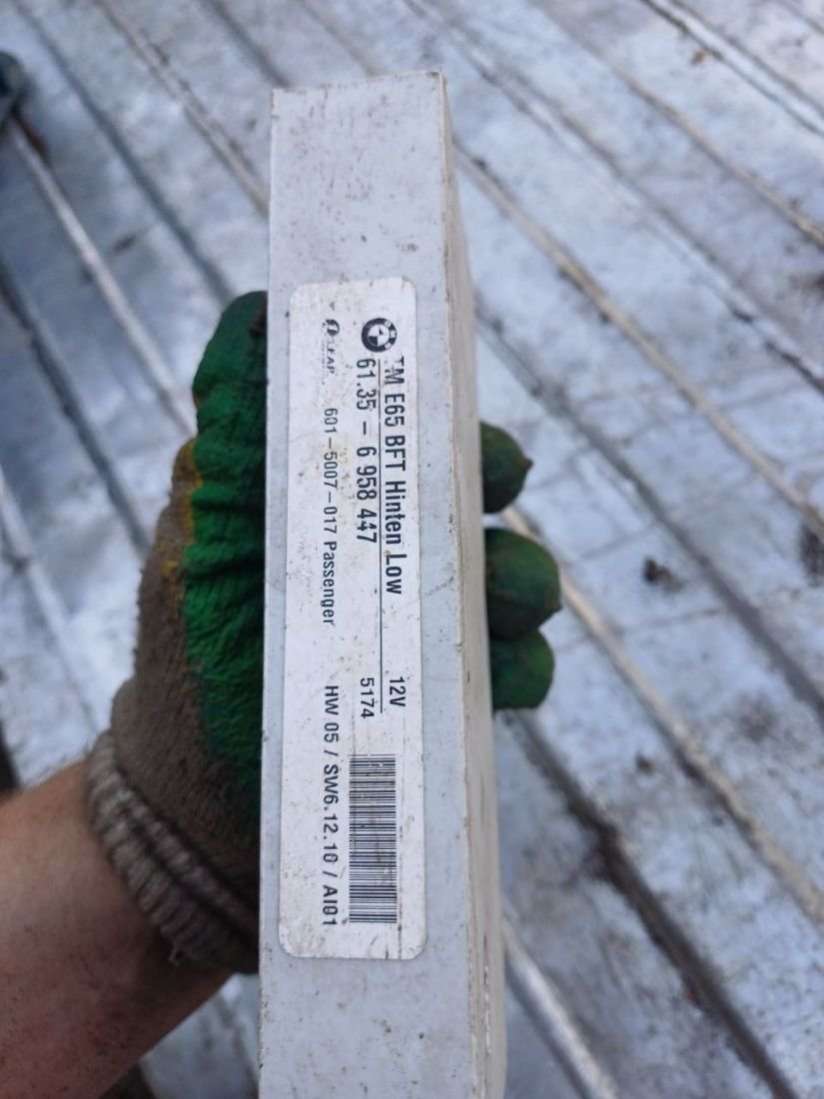 TM E65 BFT Hinten Low 12V
61.35 - 6 958 447 5174
LEAR
601-5007-017 Passenger HW 05 / SW6.12.10 / AI01